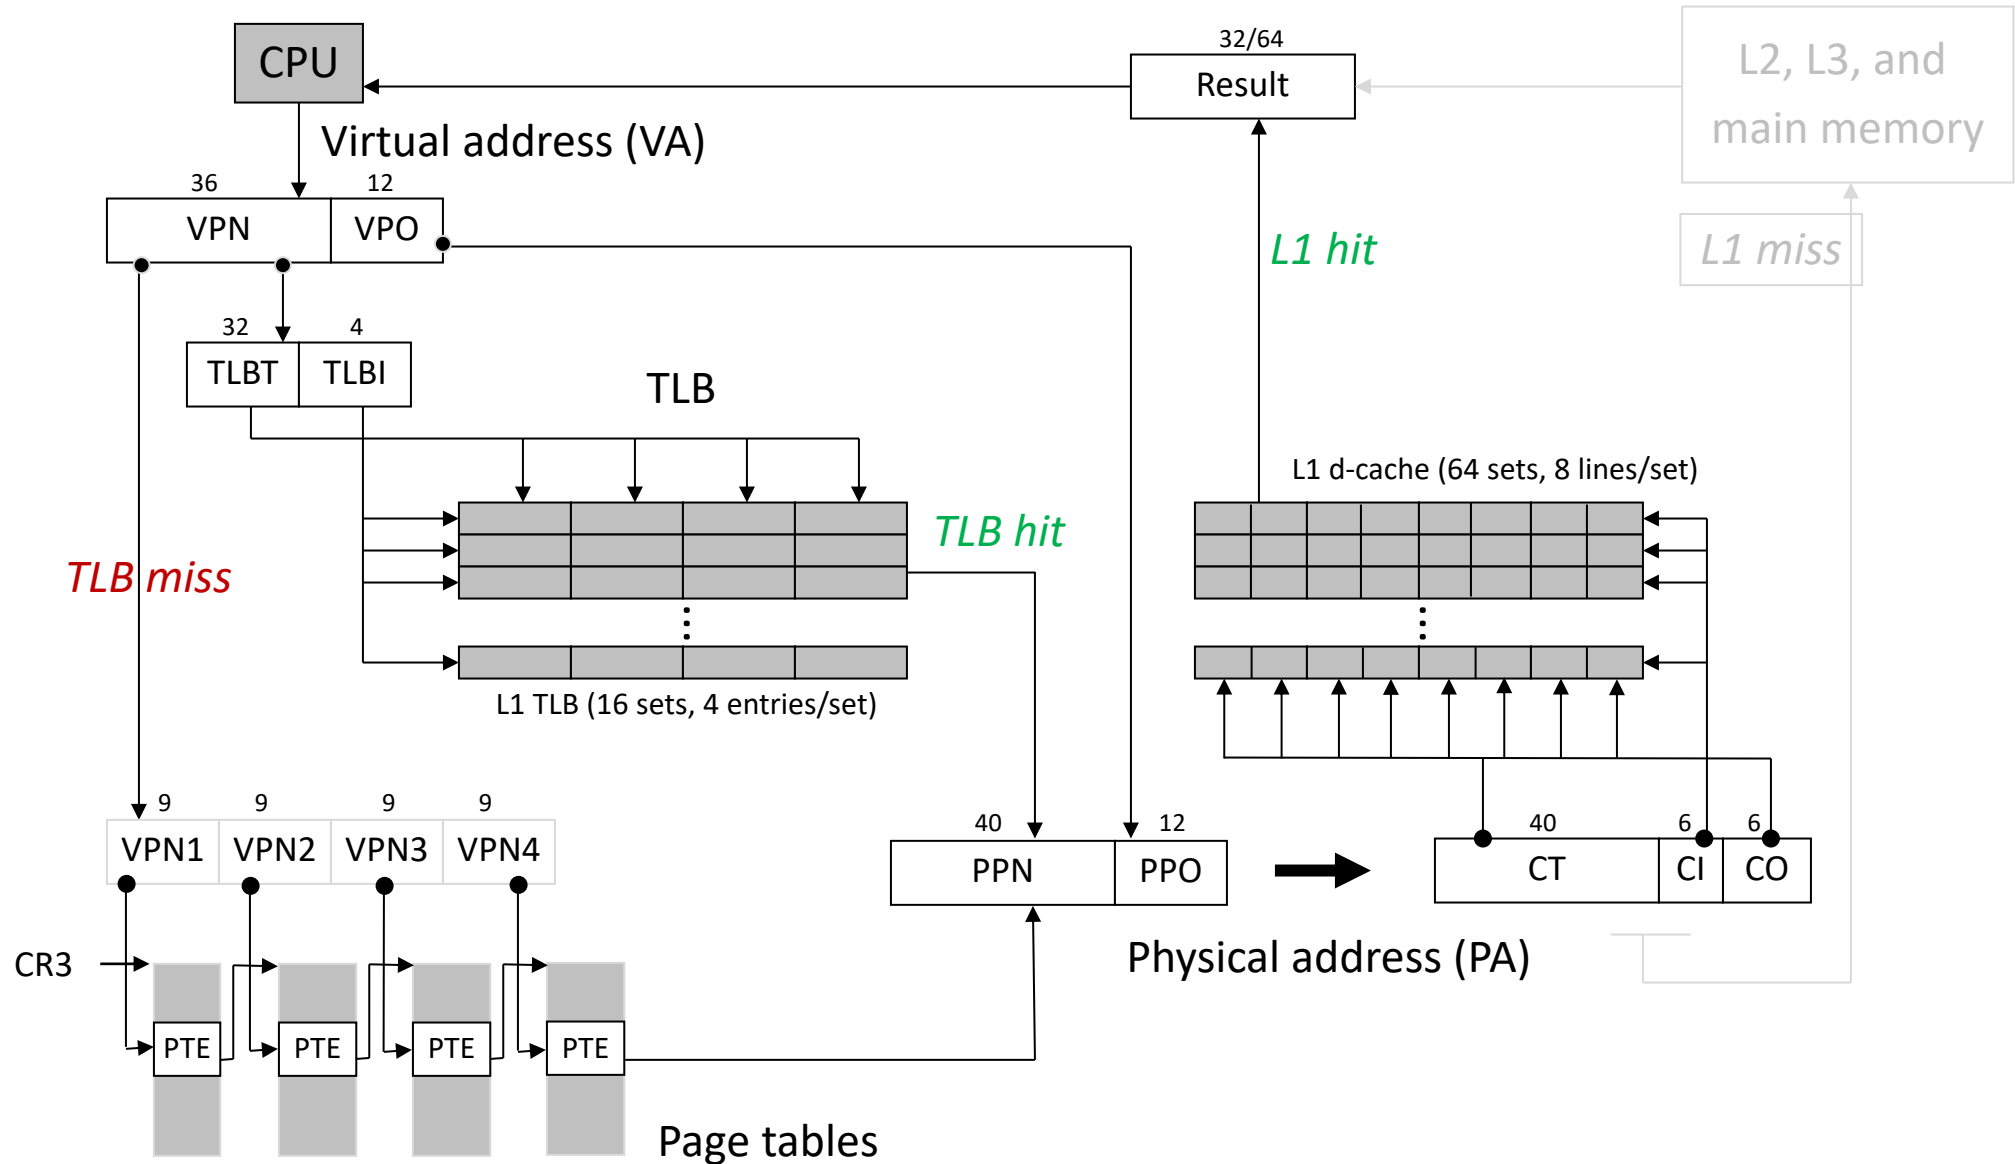 CPU
32/64
Result
L2, L3, and
main memory
Virtual address (VA)
36 12
VPN VPO
L1 hit
L1 miss
32 4
TLBT TLBI
TLB
L1 d-cache (64 sets, 8 lines/set)
TLB hit
TLB miss
...
...
L1 TLB (16 sets, 4 entries/set)
9 9 9 9
VPN1 VPN2 VPN3 VPN4
40 12
PPN PPO
40 6 6
CT CI CO
Physical address (PA)
CR3
PTE PTE PTE PTE
Page tables